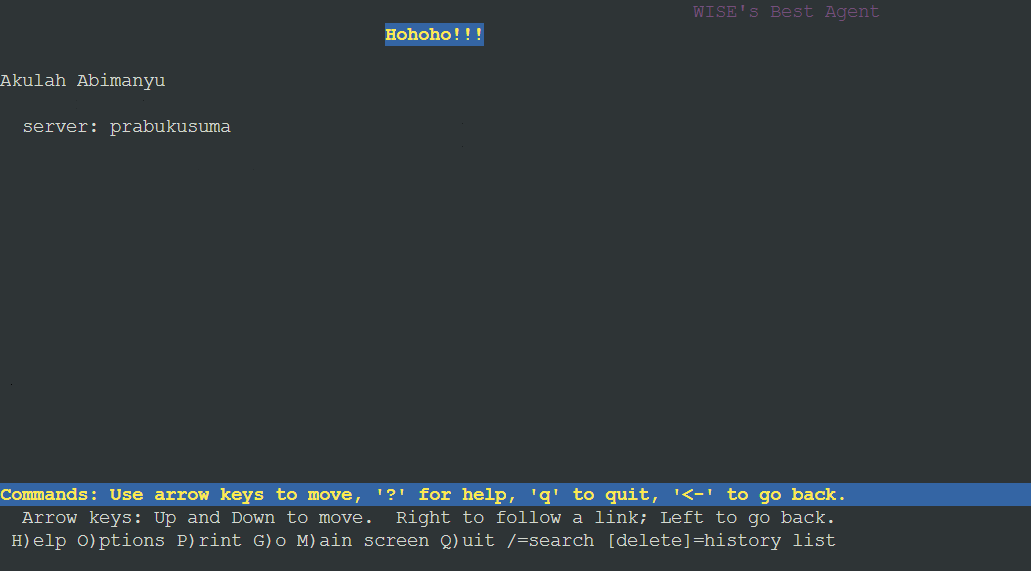 WISE's Best Agent
Hohoho!!!
Akulah Abimanyu
server: prabukusuma
Commands: Use arrow keys to move, '?' for help, 'q' to quit, '<-' to go back.
Arrow keys: Up and Down to move.  Right to follow a link; Left to go back.
H)elp O)ptions P)rint G)o M)ain screen Q)uit /=search [delete]=history list